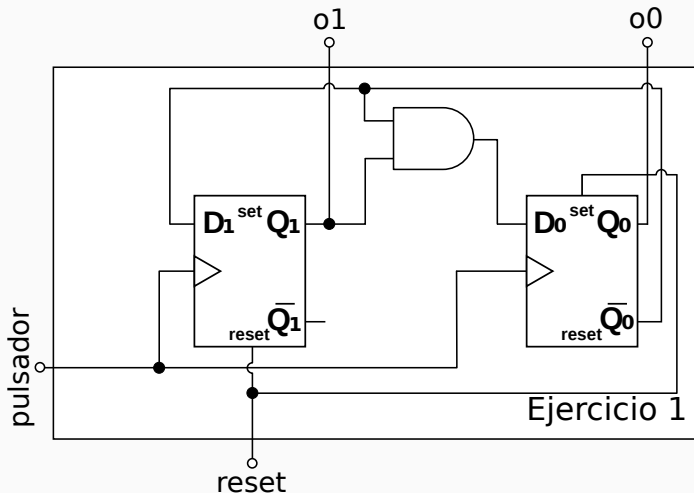 o1
o0
D₁ set Q₁
D₀ set Q₀
Q̅₁
reset
Q̅₀
reset
pulsador
Ejercicio 1
reset